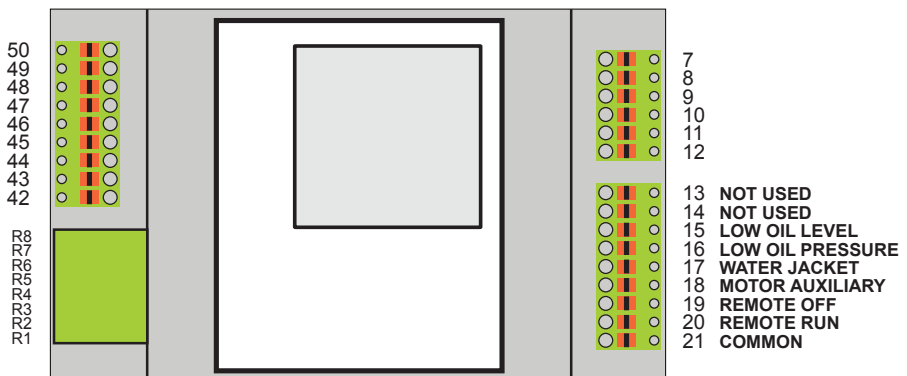 50
49
48
47
46
45
44
43
42
R8
R7
R6
R5
R4
R3
R2
R1
7
8
9
10
11
12
13 NOT USED
14 NOT USED
15 LOW OIL LEVEL
16 LOW OIL PRESSURE
17 WATER JACKET
18 MOTOR AUXILIARY
19 REMOTE OFF
20 REMOTE RUN
21 COMMON